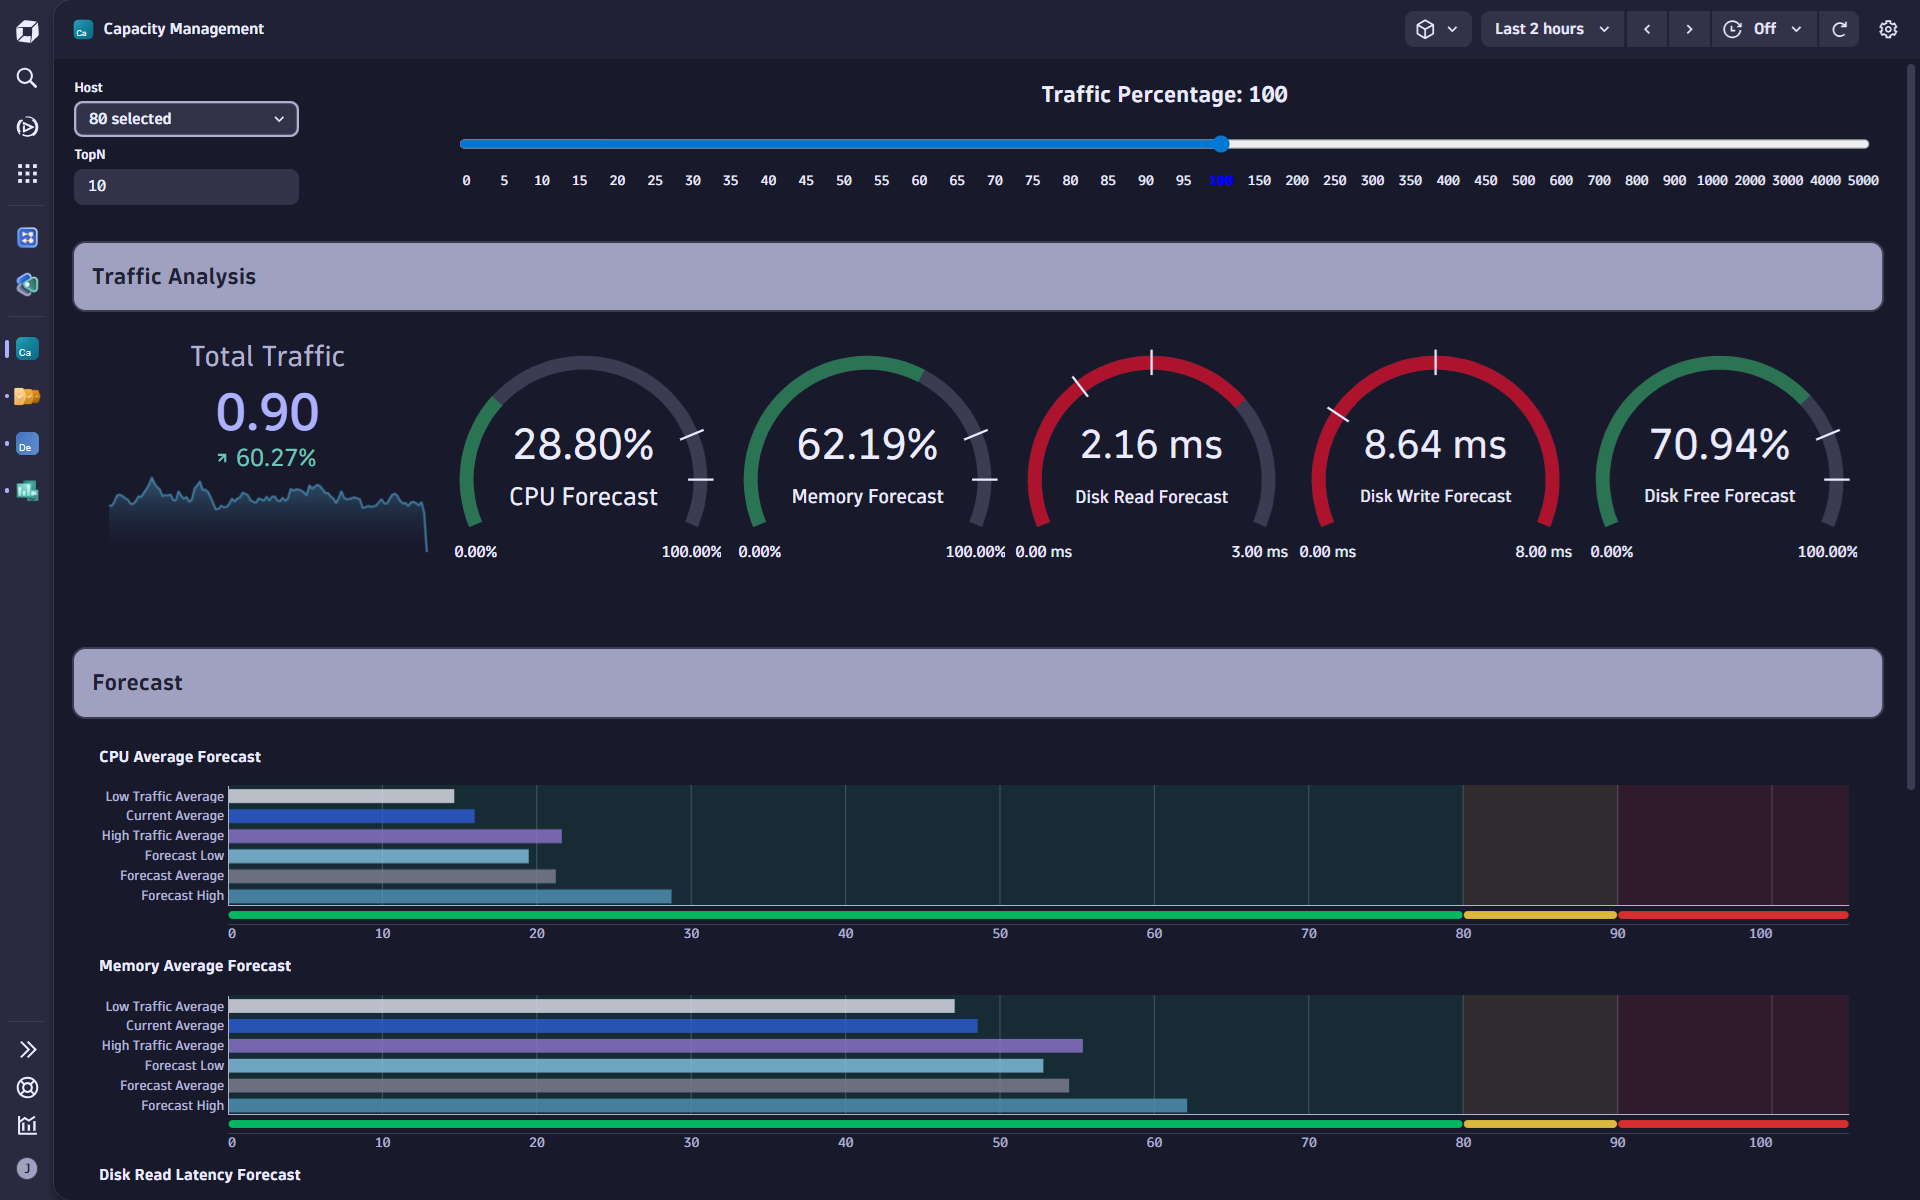 Ca Capacity Management
Last 2 hours
Off
Host
80 selected
TopN
10
Traffic Percentage: 100
0 5 10 15 20 25 30 35 40 45 50 55 60 65 70 75 80 85 90 95 100 150 200 250 300 350 400 450 500 600 700 800 900 1000 2000 3000 4000 5000
Traffic Analysis
Total Traffic
0.90
60.27%
28.80%
CPU Forecast
0.00% 100.00%
62.19%
Memory Forecast
0.00% 100.00%
2.16 ms
Disk Read Forecast
0.00 ms 3.00 ms
8.64 ms
Disk Write Forecast
0.00 ms 8.00 ms
70.94%
Disk Free Forecast
0.00% 100.00%
Ca
De
Forecast
CPU Average Forecast
Low Traffic Average
Current Average
High Traffic Average
Forecast Low
Forecast Average
Forecast High
0 10 20 30 40 50 60 70 80 90 100
Memory Average Forecast
Low Traffic Average
Current Average
High Traffic Average
Forecast Low
Forecast Average
Forecast High
0 10 20 30 40 50 60 70 80 90 100
Disk Read Latency Forecast
J